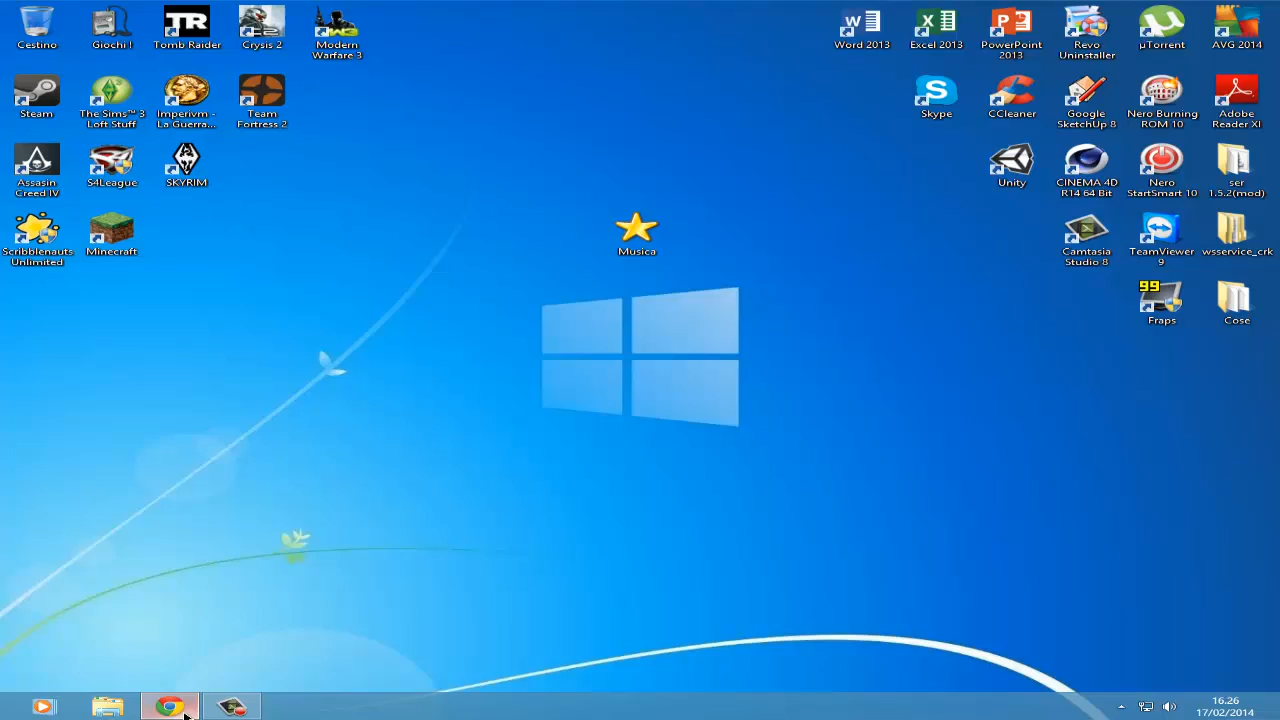 Cestino
Giochi !
TR
Tomb Raider
Crysis 2
Modern
Warfare 3
Word 2013
Excel 2013
PowerPoint
2013
Revo
Uninstaller
µTorrent
AVG 2014
Steam
The Sims™ 3
Loft Stuff
Imperivm -
La Guerra...
Team
Fortress 2
Skype
CCleaner
Google
SketchUp 8
Nero Burning
ROM 10
Adobe
Reader XI
Assasin
Creed IV
S4League
SKYRIM
Unity
CINEMA 4D
R14 64 Bit
Nero
StartSmart 10
ser
1.5.2(mod)
Scribblenauts
Unlimited
Minecraft
Musica
Camtasia
Studio 8
TeamViewer
9
wsservice_crk
99
Fraps
Cose
16.26
17/02/2014